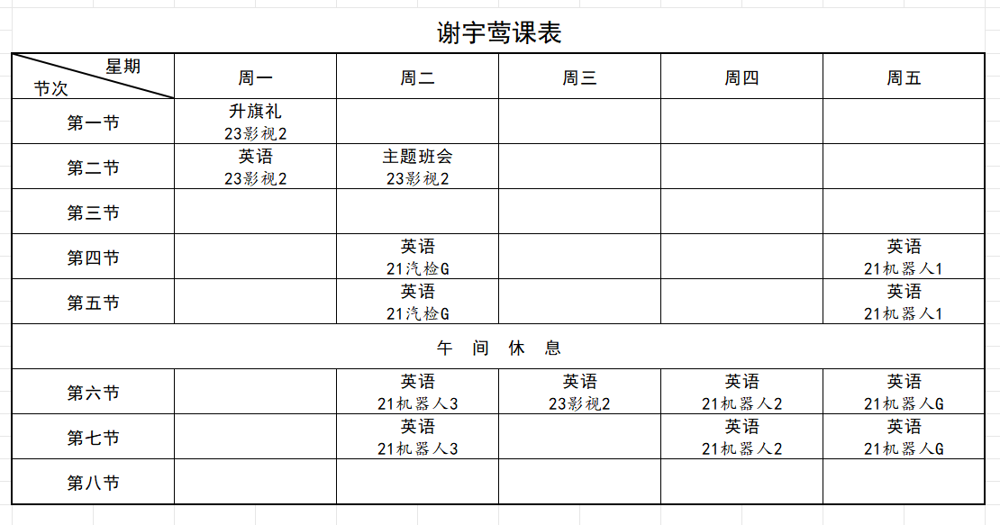 谢宇莺课表
星期
节次
周一
周二
周三
周四
周五
第一节
升旗礼
23影视2
第二节
英语
23影视2
主题班会
23影视2
第三节
第四节
英语
21汽检G
英语
21机器人1
第五节
英语
21汽检G
英语
21机器人1
午 间 休 息
第六节
英语
21机器人3
英语
23影视2
英语
21机器人2
英语
21机器人G
第七节
英语
21机器人3
英语
21机器人2
英语
21机器人G
第八节